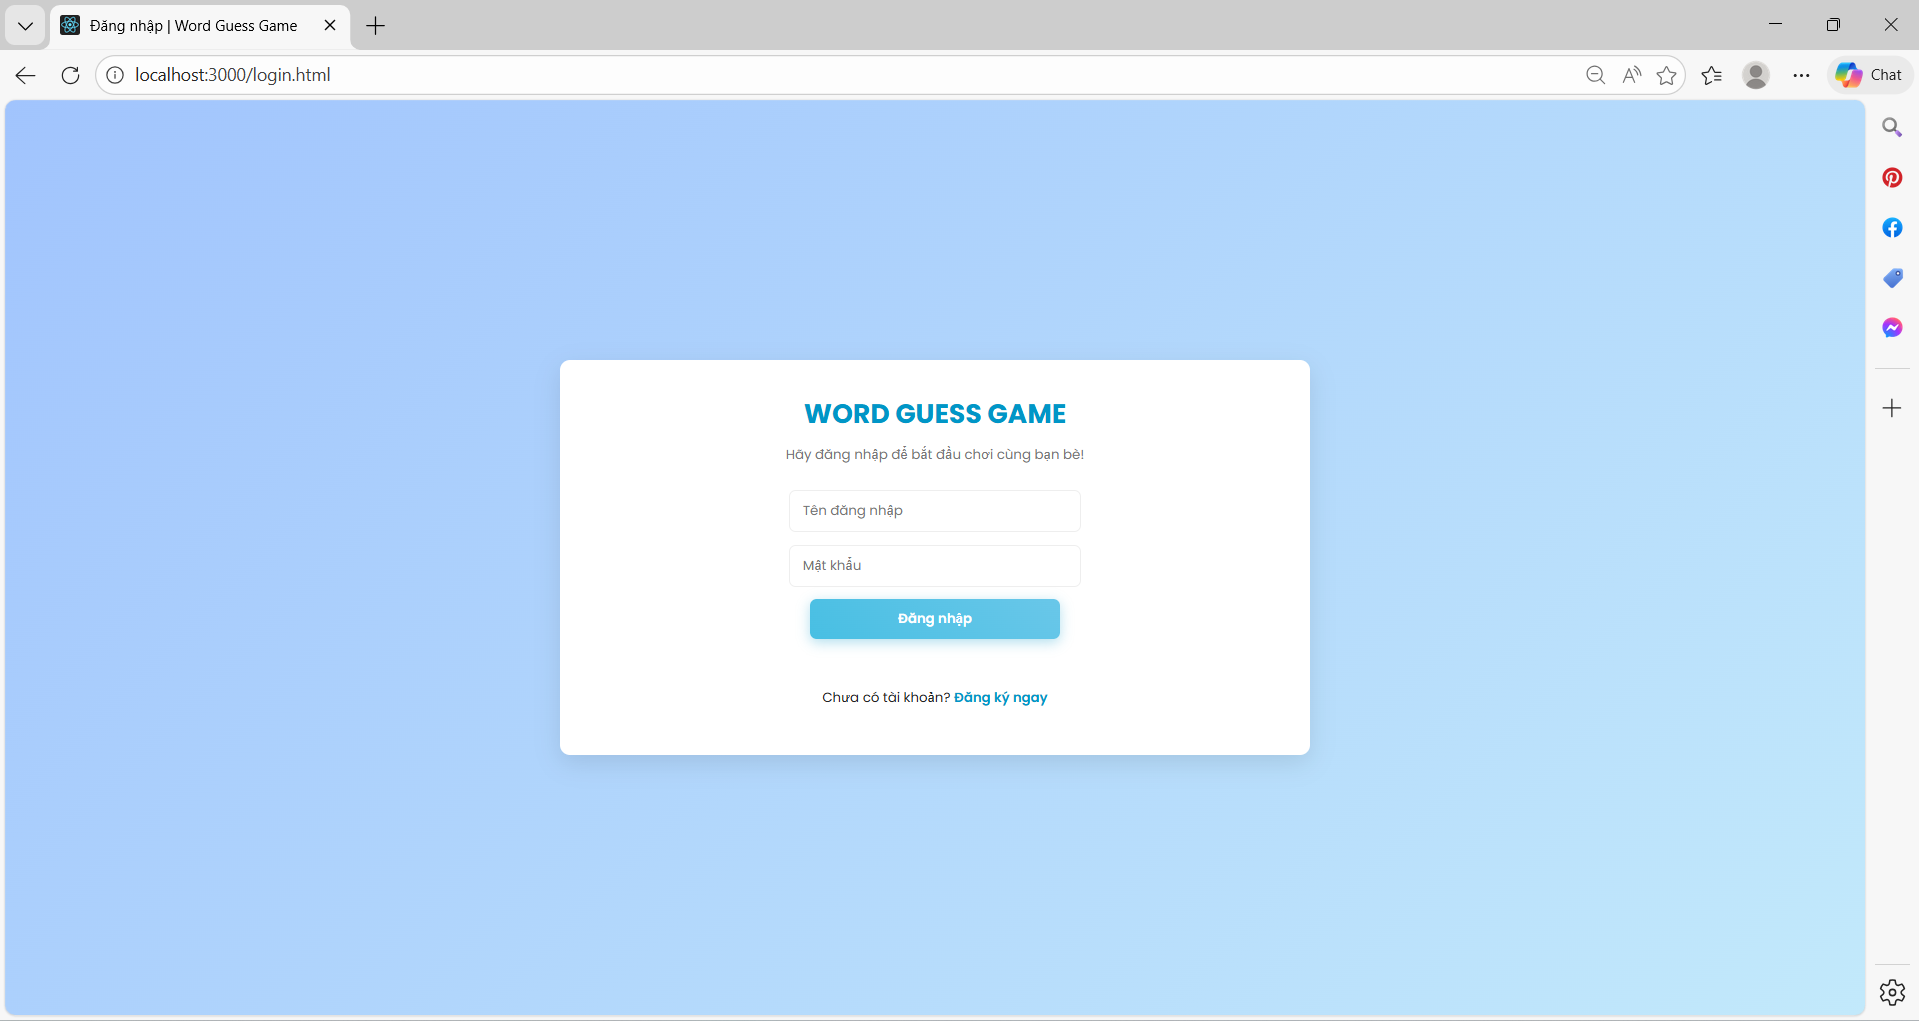 Đăng nhập | Word Guess Game
localhost:3000/login.html
Chat
WORD GUESS GAME
Hãy đăng nhập để bắt đầu chơi cùng bạn bè!
Tên đăng nhập
Mật khẩu
Đăng nhập
Chưa có tài khoản? Đăng ký ngay